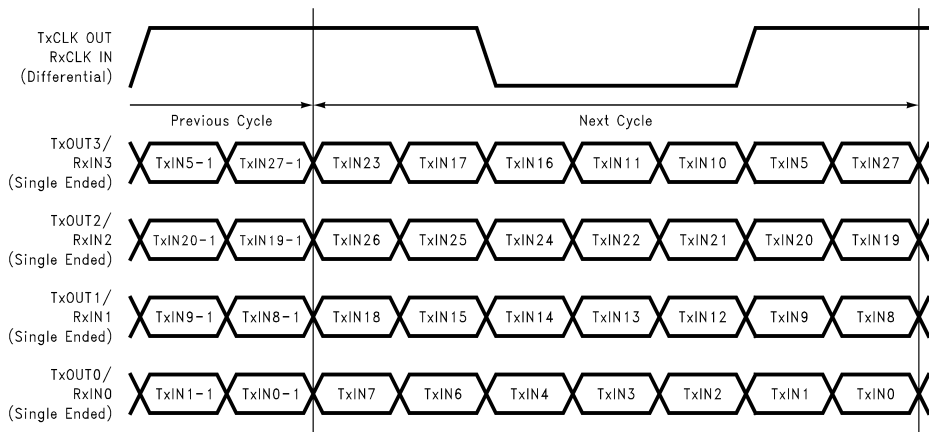 TxCLK OUT
RxCLK IN
(Differential)
Previous Cycle
Next Cycle
TxOUT3/
RxIN3
(Single Ended)
TxIN5-1 TxIN27-1 TxIN23 TxIN17 TxIN16 TxIN11 TxIN10 TxIN5 TxIN27
TxOUT2/
RxIN2
(Single Ended)
TxIN20-1 TxIN19-1 TxIN26 TxIN25 TxIN24 TxIN22 TxIN21 TxIN20 TxIN19
TxOUT1/
RxIN1
(Single Ended)
TxIN9-1 TxIN8-1 TxIN18 TxIN15 TxIN14 TxIN13 TxIN12 TxIN9 TxIN8
TxOUT0/
RxIN0
(Single Ended)
TxIN1-1 TxIN0-1 TxIN7 TxIN6 TxIN4 TxIN3 TxIN2 TxIN1 TxIN0